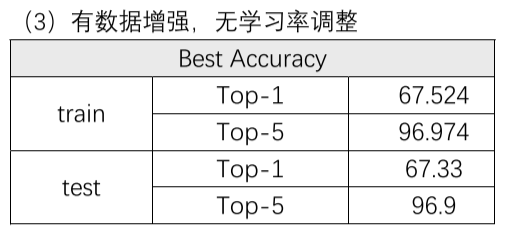 （3）有数据增强，无学习率调整
Best Accuracy
train Top-1 67.524
Top-5 96.974
test Top-1 67.33
Top-5 96.9